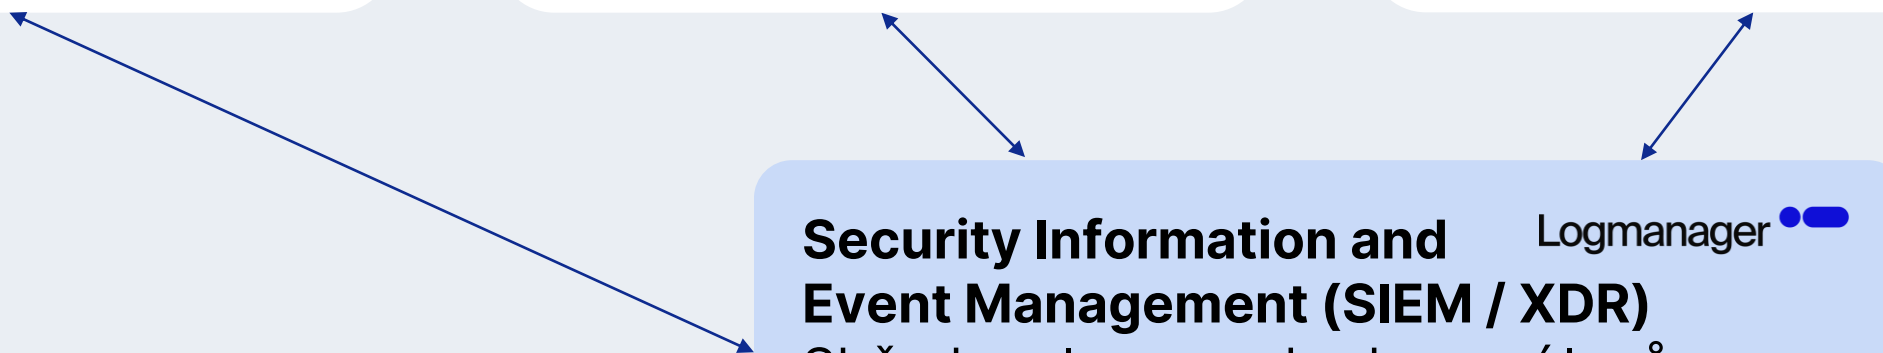 Security Information and
Logmanager
Event Management (SIEM / XDR)